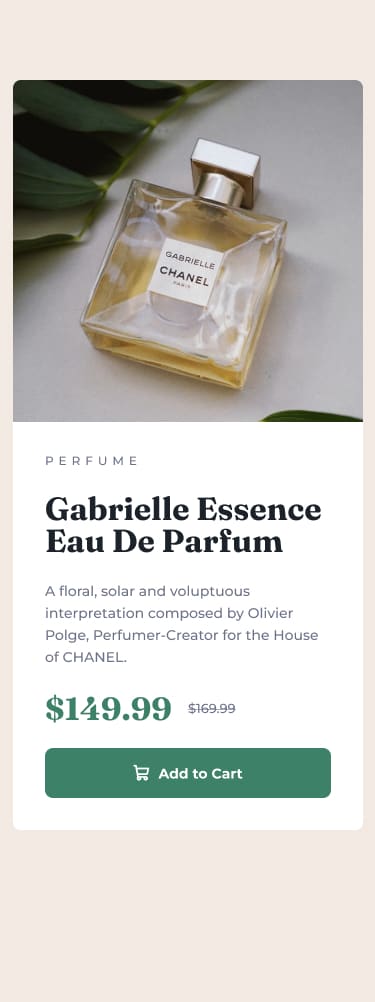 GABRIELLE
CHANEL
PARIS
PERFUME
Gabrielle Essence
Eau De Parfum
A floral, solar and voluptuous
interpretation composed by Olivier
Polge, Perfumer-Creator for the House
of CHANEL.
$149.99 $169.99
Add to Cart